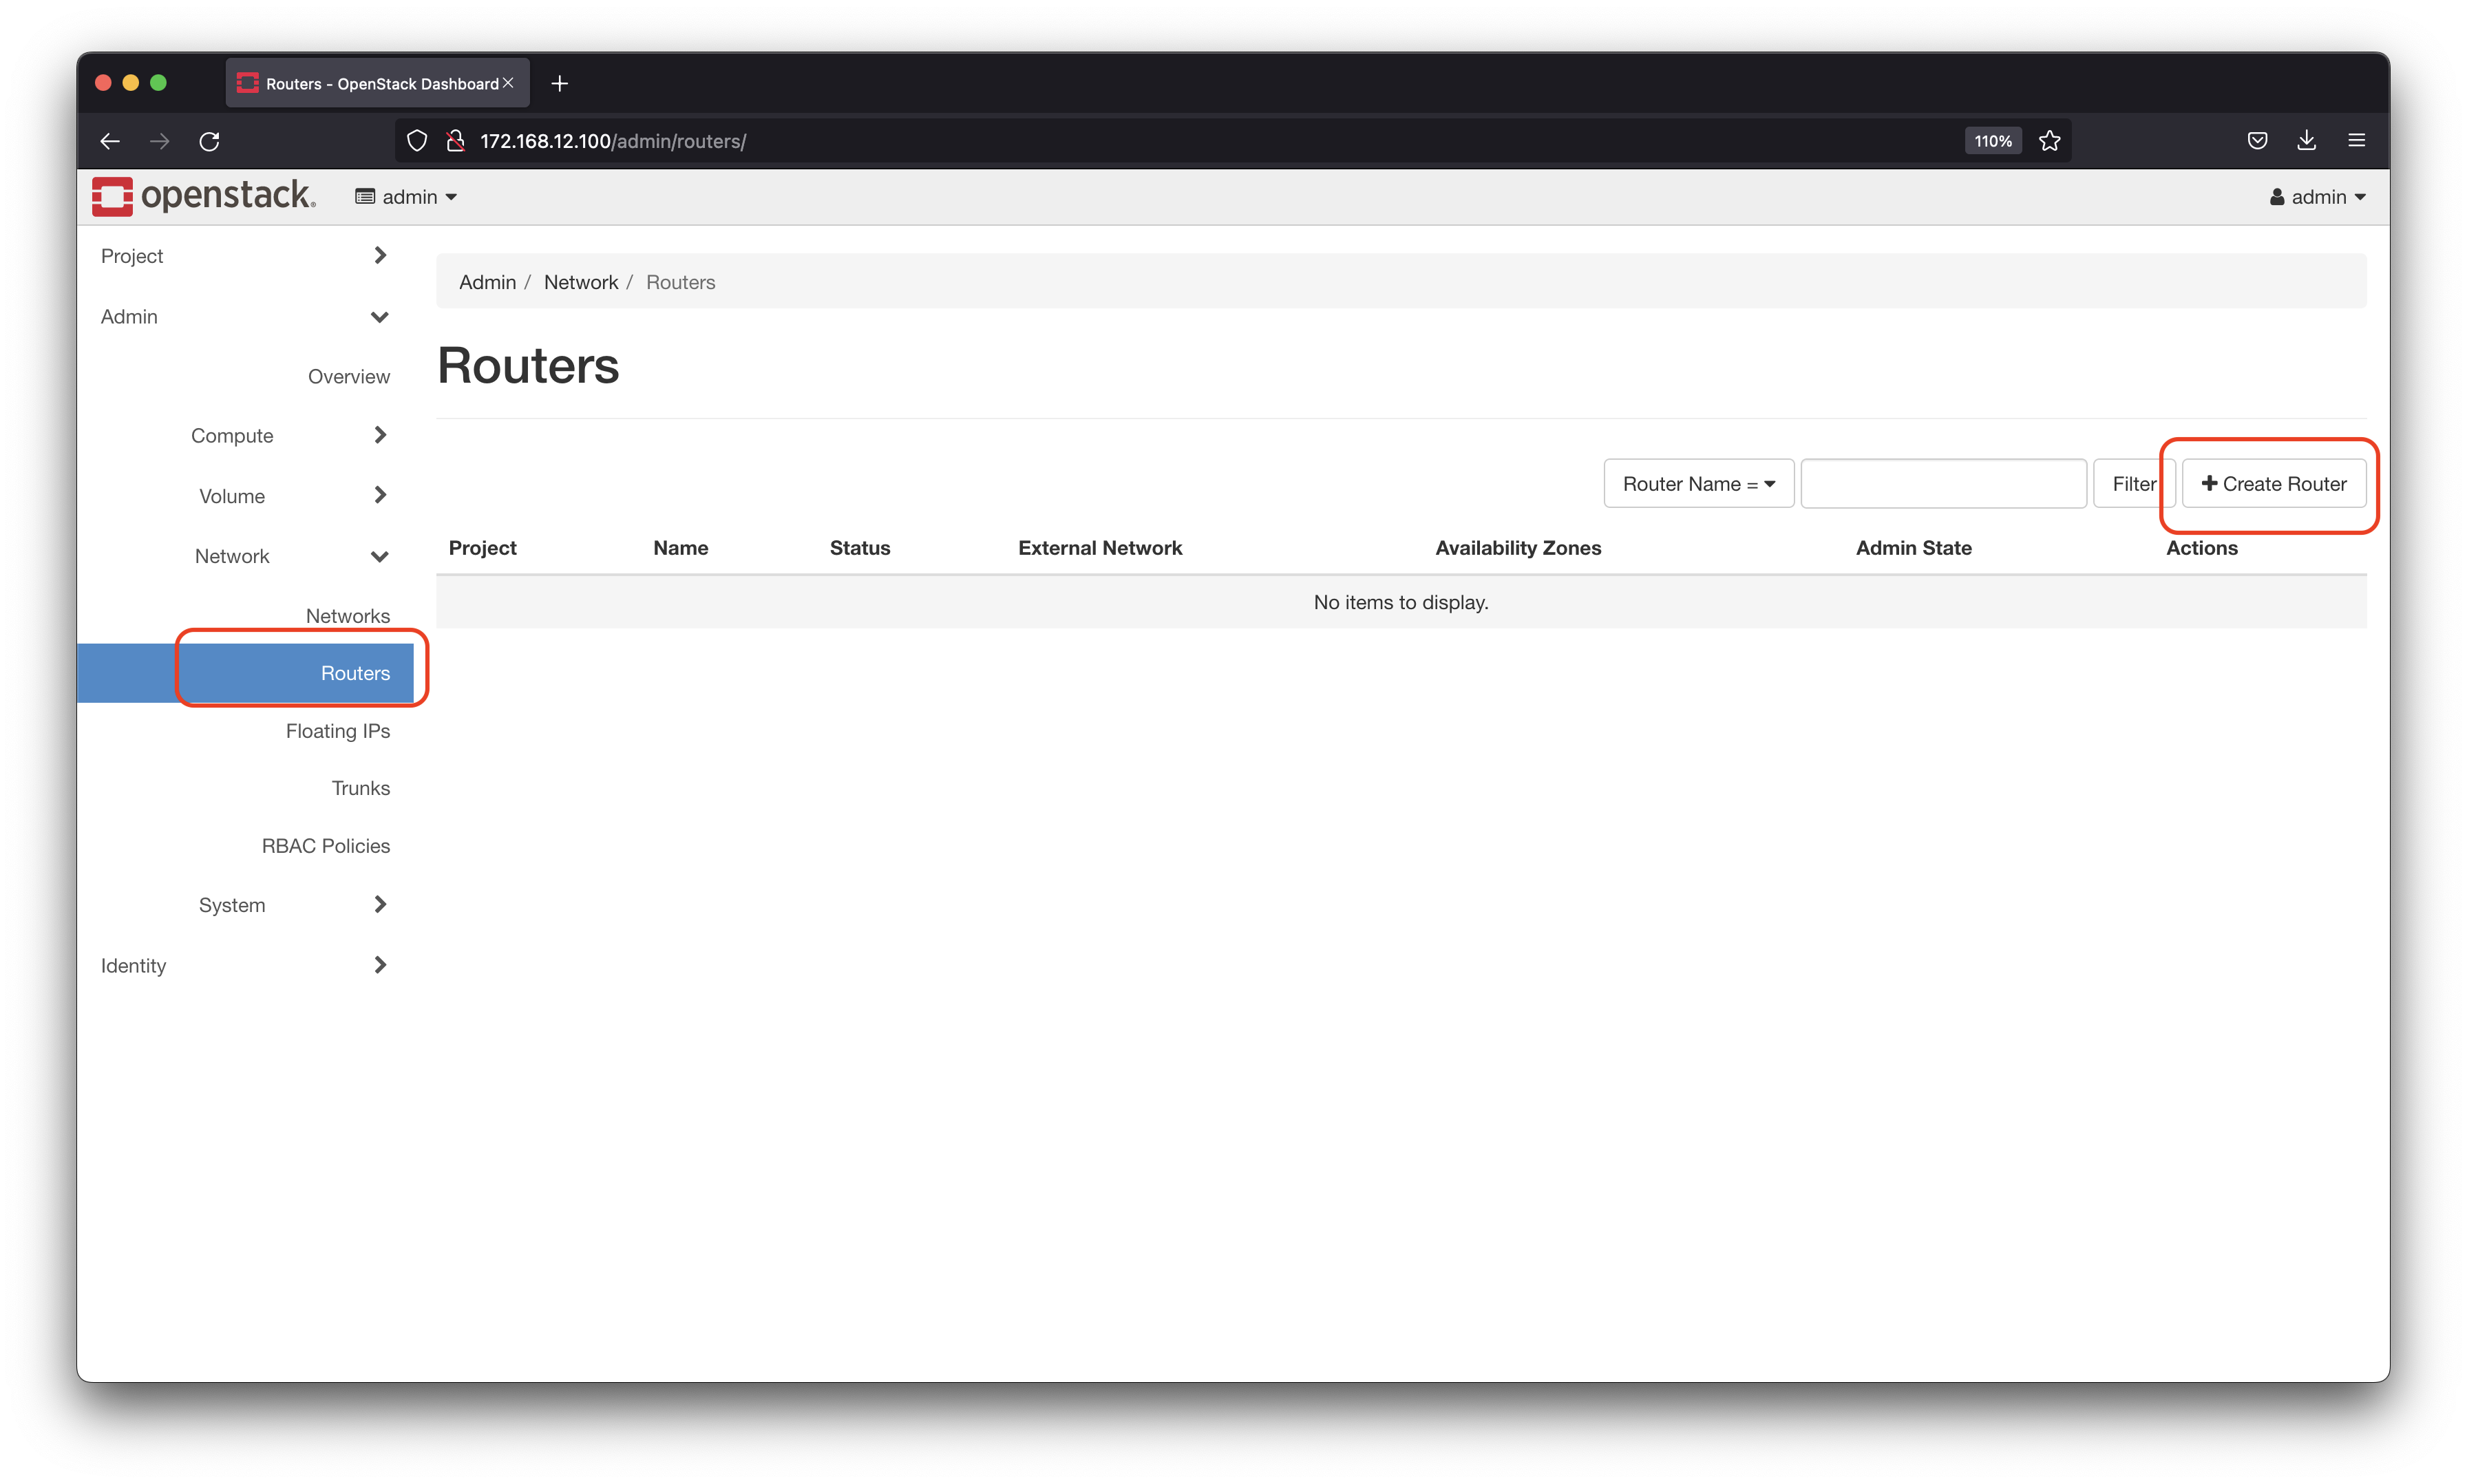 Routers - OpenStack Dashboard
172.168.12.100/admin/routers/
110%
openstack.
admin
admin
Project
Admin
Overview
Compute
Volume
Network
Networks
Routers
Floating IPs
Trunks
RBAC Policies
System
Identity
Admin / Network / Routers
Routers
Router Name = Filter Create Router
Project Name Status External Network Availability Zones Admin State Actions
No items to display.